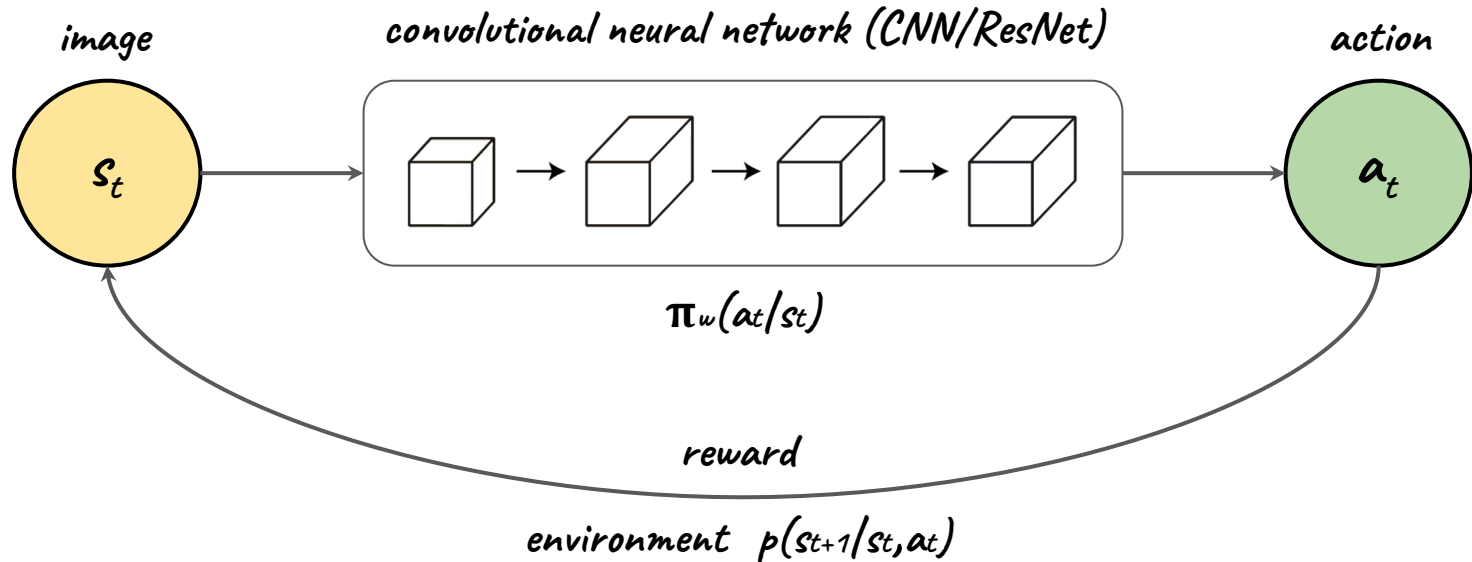 image
convolutional neural network (CNN/ResNet)
action
sₜ
aₜ
πw(at/st)
reward
environment p(st+1/st,at)